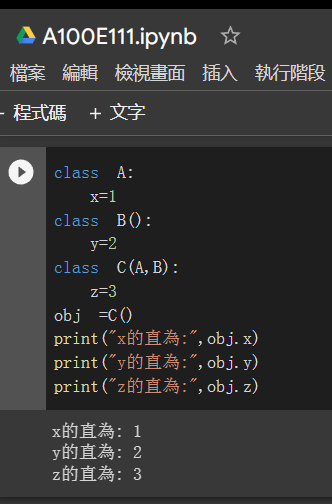 A100E111.ipynb
檔案 編輯 檢視畫面 插入 執行階段
+ 程式碼 + 文字
class A:
x=1
class B():
y=2
class C(A,B):
z=3
obj =C()
print("x的直為:",obj.x)
print("y的直為:",obj.y)
print("z的直為:",obj.z)
x的直為: 1
y的直為: 2
z的直為: 3